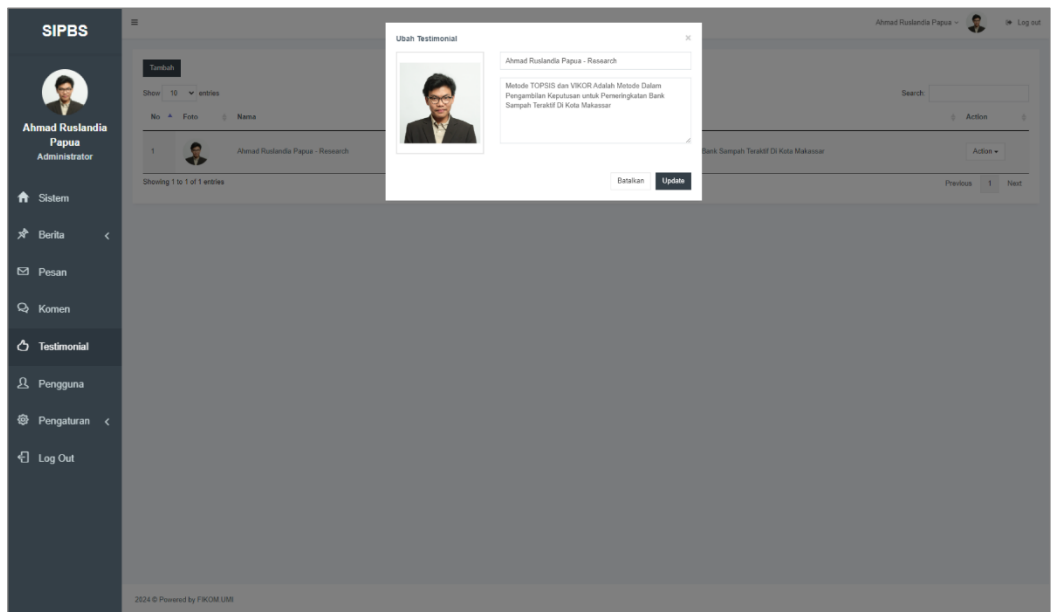 SIPBS
Ahmad Ruslandia Papua
Log out
Ahmad Ruslandia
Papua
Administrator
Sistem
Berita
Pesan
Komen
Testimonial
Pengguna
Pengaturan
Log Out
Tambah
Show 10 entries
Search
No Foto Nama
Action
1 Ahmad Ruslandia Papua - Research
Bank Sampah Teraktif Di Kota Makassar
Action
Showing 1 to 1 of 1 entries
Previous 1 Next
Ubah Testimonial
×
Ahmad Ruslandia Papua - Research
Metode TOPSIS dan VIKOR Adalah Metode Dalam
Pengambilan Keputusan untuk Pemeringkatan Bank
Sampah Teraktif Di Kota Makassar
Batalkan Update
2024 © Powered by FIKOM UMI